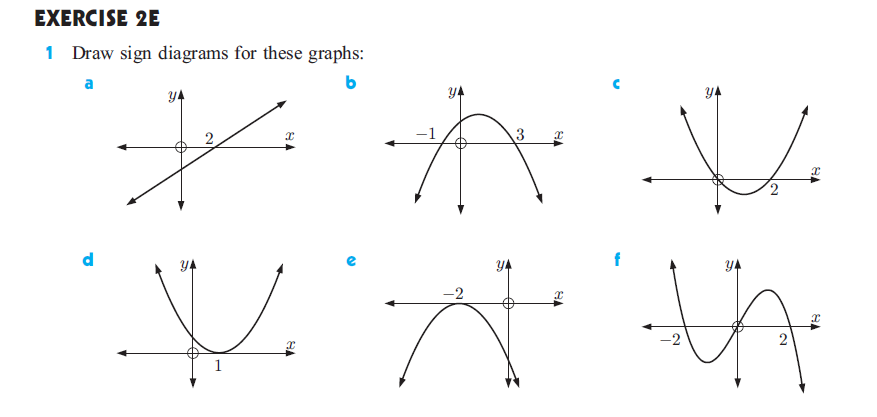 EXERCISE 2E
1 Draw sign diagrams for these graphs:
a b c
y 2 x
y −1 3 x
y 2 x
d e f
y 1 x
y −2 x
y −2 2 x